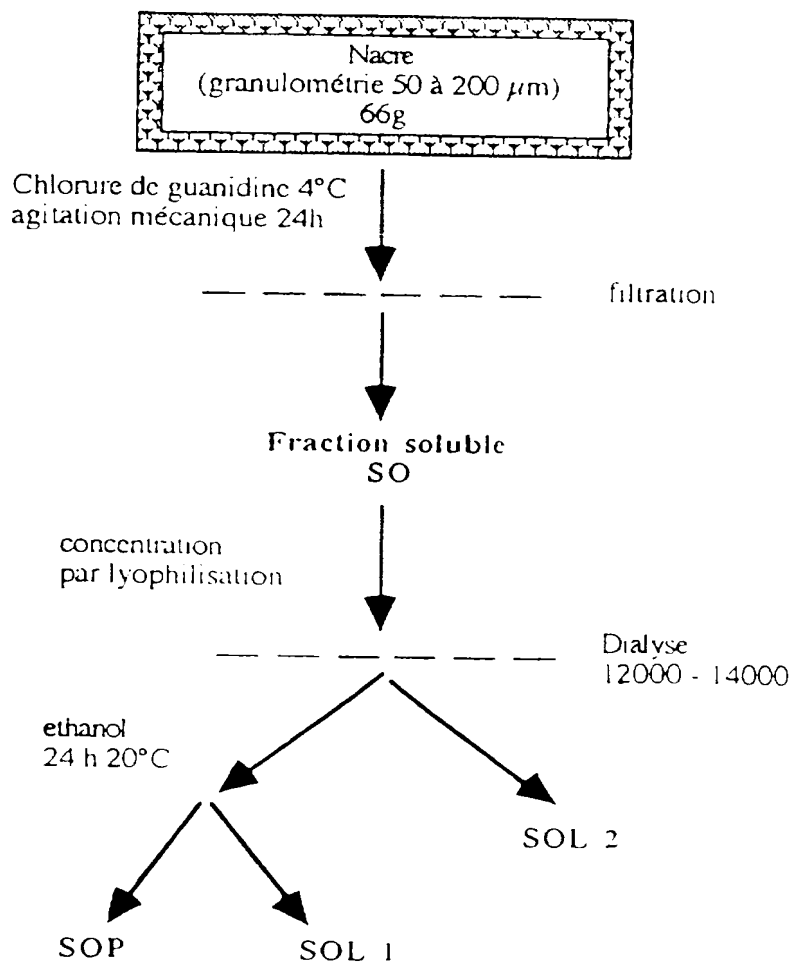 Nacre
(granulométrie 50 à 200 µm)
66g
Chlorure de guanidine 4°C
agitation mécanique 24h
filtration
Fraction soluble
SO
concentration
par lyophilisation
Dialyse
12000 - 14000
ethanol
24 h 20°C
SOL 2
SOP
SOL 1